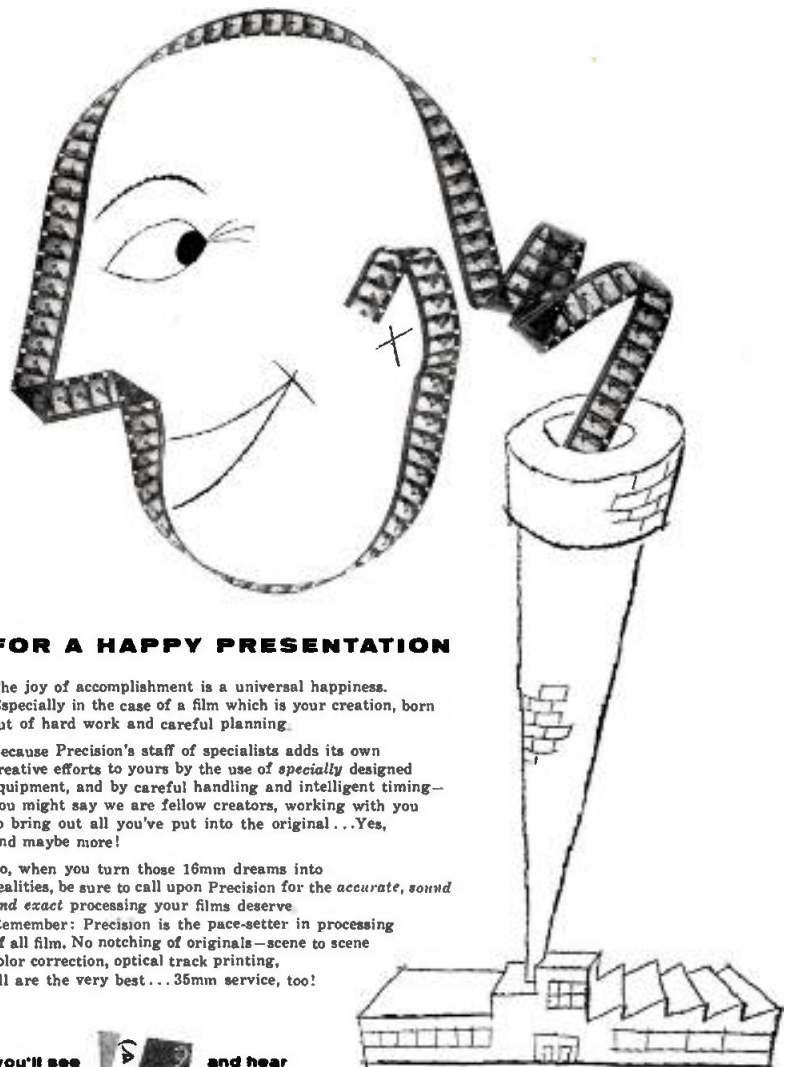 FOR A HAPPY PRESENTATION
he joy of accomplishment is a universal happiness.
specially in the case of a film which is your creation, born
ut of hard work and careful planning.
ecause Precision's staff of specialists adds its own
reative efforts to yours by the use of specially designed
quipment, and by careful handling and intelligent timing—
ou might say we are fellow creators, working with you
o bring out all you've put into the original...Yes,
nd maybe more!
o, when you turn those 16mm dreams into
ealities, be sure to call upon Precision for the accurate, sound
nd exact processing your films deserve
emember: Precision is the pace-setter in processing
f all film. No notching of originals—scene to scene
olor correction, optical track printing,
ll are the very best...35mm service, too!
you'll see and hear